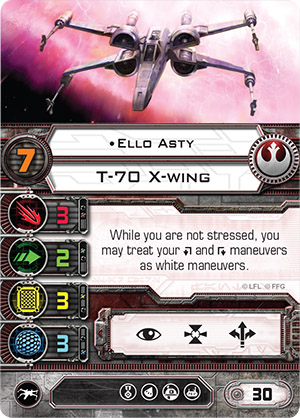 •Ello Asty
7
T-70 X-wing
3
While you are not stressed, you
may treat your ↰ and ↱ maneuvers
as white maneuvers.
2
©LFL ©FFG
3
3
30